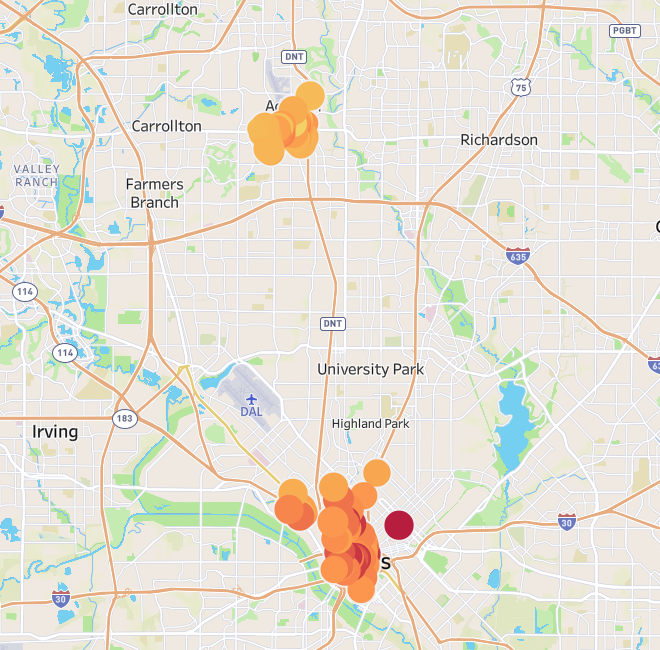 Carrollton
PGBT
DNT
75
Carrollton
Richardson
VALLEY
RANCH
Farmers
Branch
635
114
DNT
114
University Park
DAL
183
Highland Park
Irving
30
S
30